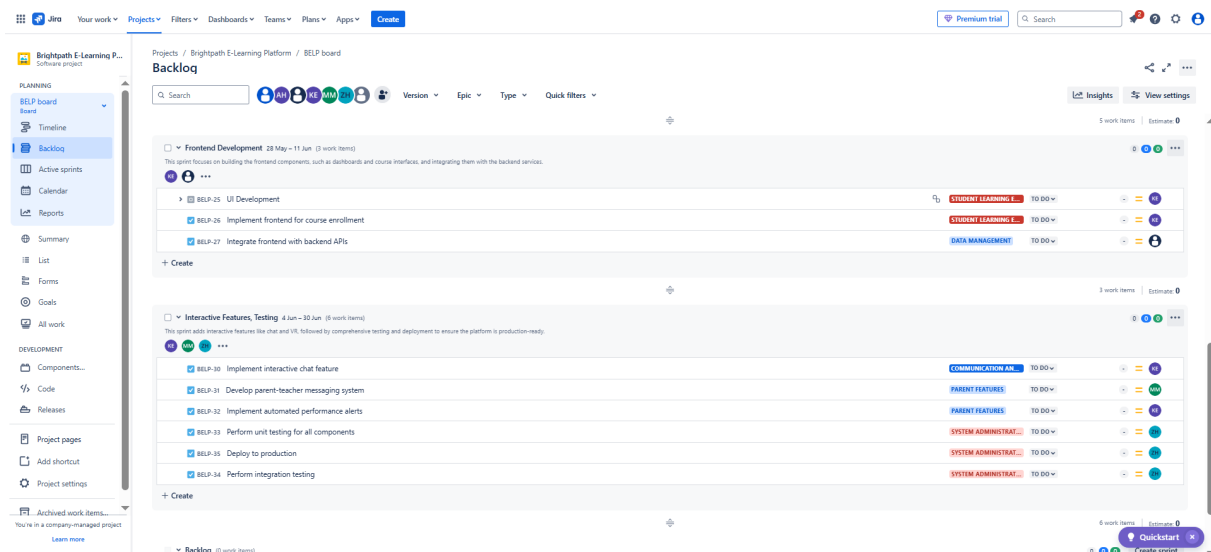 Jira Your work Projects Filters Dashboards Teams Plans Apps Create Premium trial Search 2
Brightpath E-Learning P...
Software project
PLANNING
BELP board
Board
Timeline
Backlog
Active sprints
Calendar
Reports
Summary
List
Forms
Goals
All work
DEVELOPMENT
Components...
Code
Releases
Project pages
Add shortcut
Project settings
Archived work items...
You're in a company-managed project
Learn more
Projects / Brightpath E-Learning Platform / BELP board
Backlog
Search AH KE MM ZH Version Epic Type Quick filters Insights View settings
5 work items Estimate: 0
Frontend Development 28 May – 11 Jun (3 work items) 0 0 0
This sprint focuses on building the frontend components, such as dashboards and course interfaces, and integrating them with the backend services.
KE
BELP-25 UI Development STUDENT LEARNING E... TO DO - KE
BELP-26 Implement frontend for course enrollment STUDENT LEARNING E... TO DO - KE
BELP-27 Integrate frontend with backend APIs DATA MANAGEMENT TO DO -
+ Create
3 work items Estimate: 0
Interactive Features, Testing 4 Jun – 30 Jun (6 work items) 0 0 0
This sprint adds interactive features like chat and VR, followed by comprehensive testing and deployment to ensure the platform is production-ready.
KE MM ZH
BELP-30 Implement interactive chat feature COMMUNICATION AN... TO DO - KE
BELP-31 Develop parent-teacher messaging system PARENT FEATURES TO DO - MM
BELP-32 Implement automated performance alerts PARENT FEATURES TO DO - KE
BELP-33 Perform unit testing for all components SYSTEM ADMINISTRAT... TO DO - ZH
BELP-35 Deploy to production SYSTEM ADMINISTRAT... TO DO - ZH
BELP-34 Perform integration testing SYSTEM ADMINISTRAT... TO DO - ZH
+ Create
6 work items Estimate: 0
Quickstart
Backlog (0 work items) 0 0 0 Create sprint